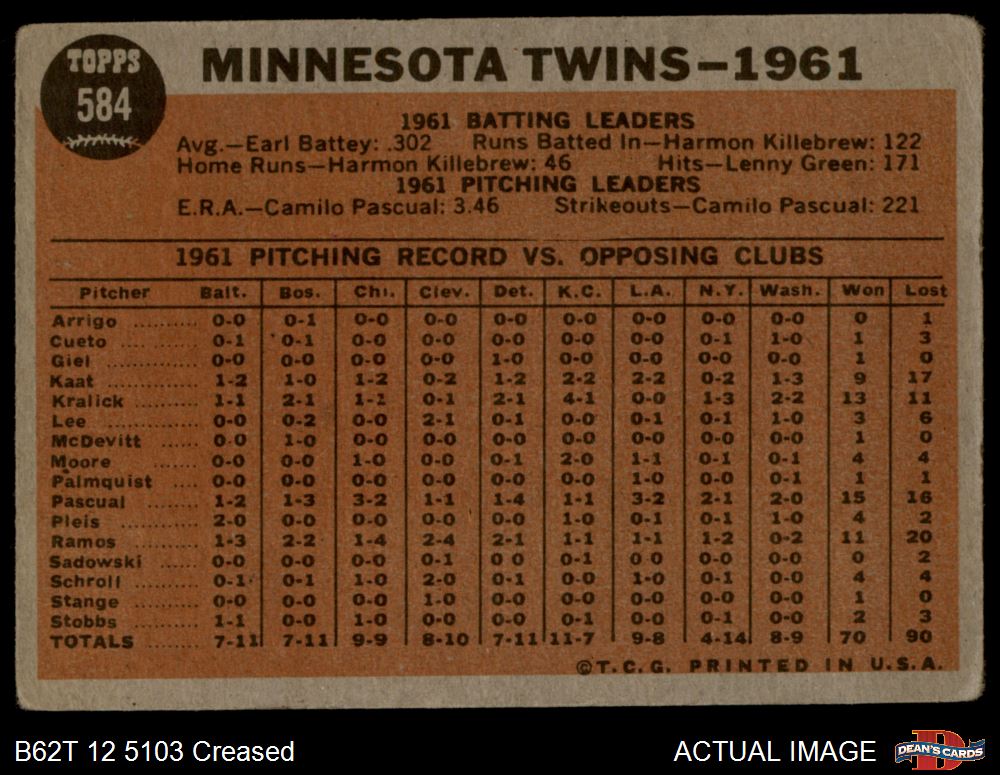 TOPPS
584
MINNESOTA TWINS—1961
1961 BATTING LEADERS
Avg.—Earl Battey: .302 Runs Batted In—Harmon Killebrew: 122
Home Runs—Harmon Killebrew: 46 Hits—Lenny Green: 171
1961 PITCHING LEADERS
E.R.A.—Camilo Pascual: 3.46 Strikeouts—Camilo Pascual: 221
1961 PITCHING RECORD VS. OPPOSING CLUBS
Pitcher Balt. Bos. Chi. Clev. Det. K.C. L.A. N.Y. Wash. Won Lost
Arrigo .......... 0-0 0-1 0-0 0-0 0-0 0-0 0-0 0-0 0-0 0 1
Cueto .... ..... 0-1 0-1 0-0 0-0 0-0 0-0 0-0 0-1 1-0 1 3
Giel ............ 0-0 0-0 0-0 0-0 1-0 0-0 0-0 0-0 0-0 1 0
Kaat ............ 1-2 1-0 1-2 0-2 1-2 2-2 2-2 0-2 1-3 9 17
Kralick ......... 1-1 2-1 1-2 0-1 2-1 4-1 0-0 1-3 2-2 13 11
Lee ............. 0-0 0-2 0-0 2-1 0-1 0-0 0-1 0-1 1-0 3 6
McDevitt ...... 0-0 1-0 0-0 0-0 0-0 0-0 0-0 0-0 0-0 1 0
Moore ...... 0-0 0-0 1-0 0-0 0-1 2-0 1-1 0-1 0-1 4 4
Palmquist .... 0-0 0-0 0-0 0-0 0-0 0-0 1-0 0-0 0-1 1 1
Pascual ........ 1-2 1-3 3-2 1-1 1-4 1-1 3-2 2-1 2-0 15 16
Pleis .......... 2-0 0-0 0-0 0-0 0-0 1-0 0-1 0-1 1-0 4 2
Ramos ......... 1-3 2-2 1-4 2-4 2-1 1-1 1-1 1-2 0-2 11 20
Sadowski ...... 0-0 0-0 0-0 0-1 0 0 0-1 0 0 0-0 0-0 0 2
Schroll ......... 0-1 0-1 1-0 2-0 0-1 0-0 1-0 0-1 0-0 4 4
Stange ......... 0-0 0-0 0-0 1-0 0-0 0-0 0-0 0-0 0-0 1 0
Stobbs ......... 1-1 0-0 1-0 0-0 0-0 0-1 0-0 0-1 0-0 2 3
TOTALS ..... 7-11 7-11 9-9 8-10 7-11 11-7 9-8 4-14 8-9 70 90
©T.C.G. PRINTED IN U.S.A.
B62T 12 5103 Creased ACTUAL IMAGE
DEAN'S CARDS